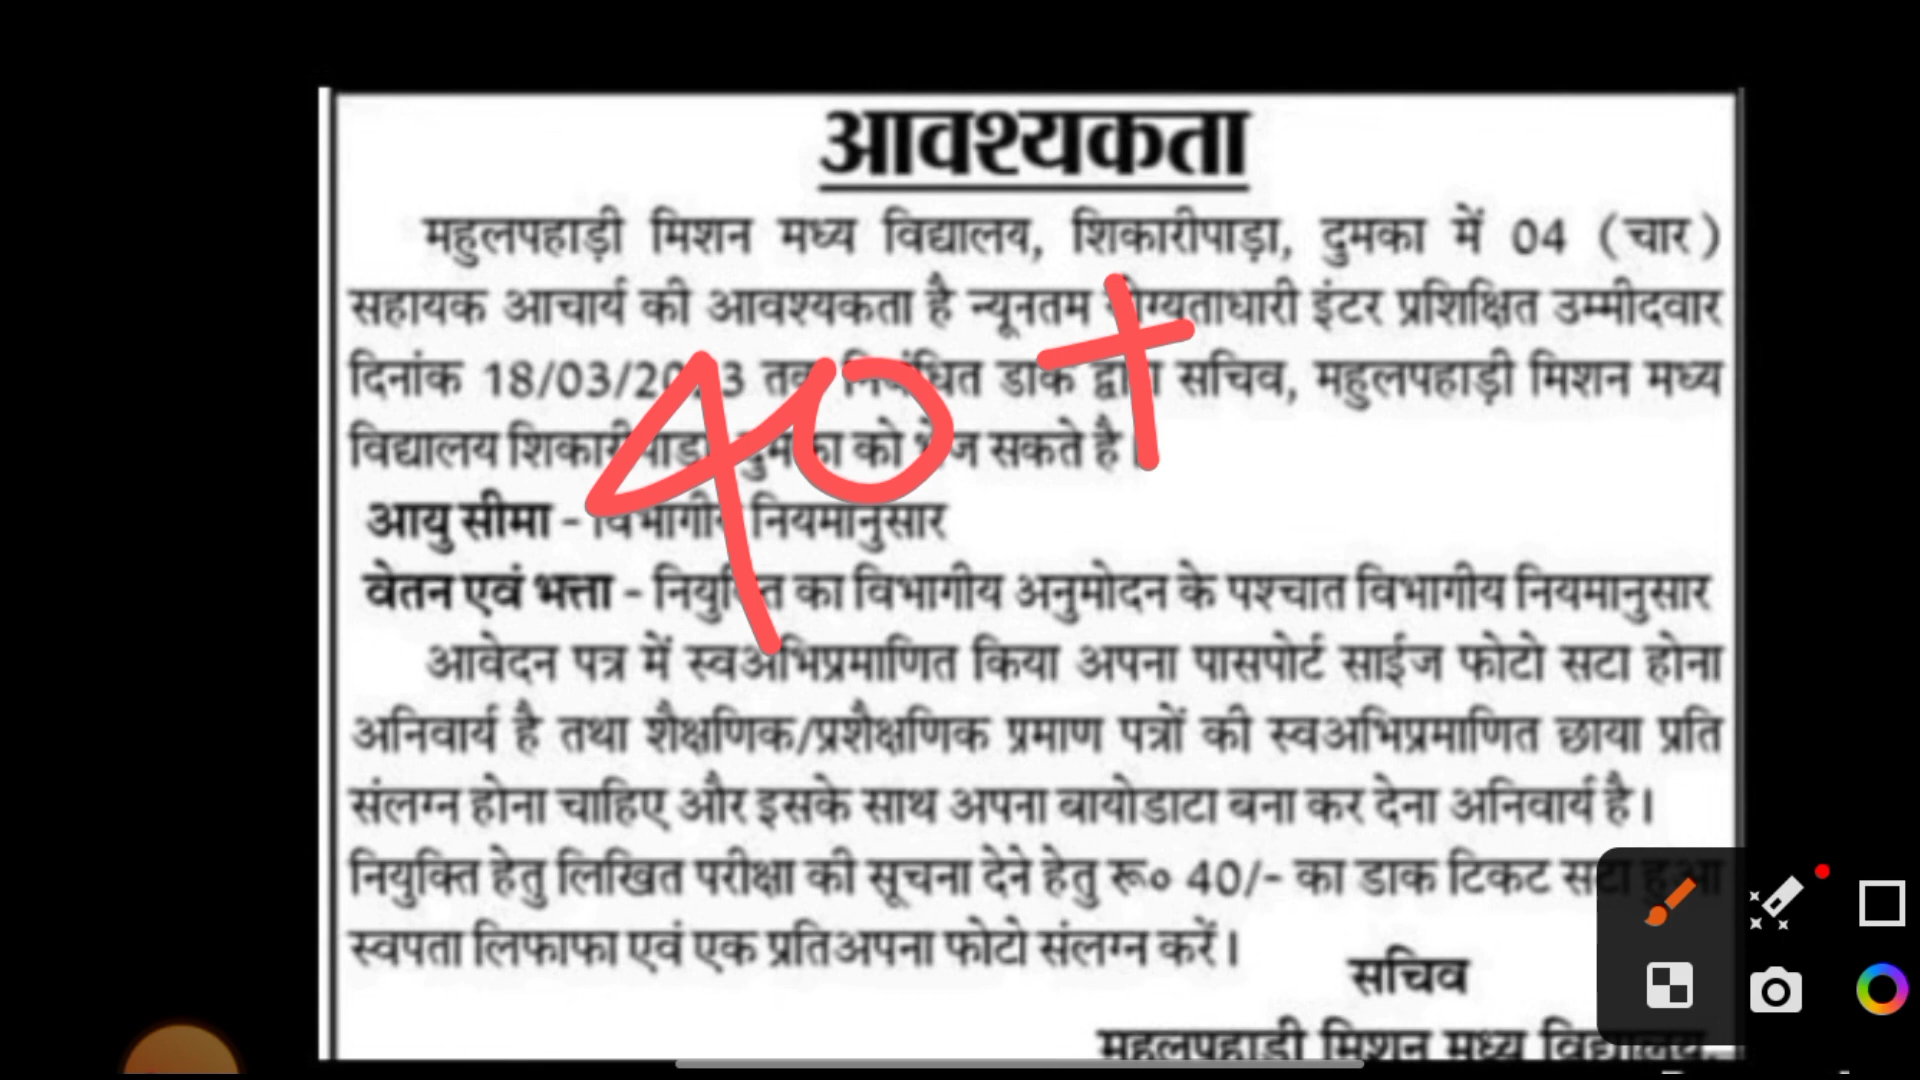 आवश्यकता
महुलपहाड़ी मिशन मध्य विद्यालय, शिकारीपाड़ा, दुमका में 04 (चार)
सहायक आचार्य की आवश्यकता है न्यूनतम योग्यताधारी इंटर प्रशिक्षित उम्मीदवार
दिनांक 18/03/2023 तक निबंधित डाक द्वारा सचिव, महुलपहाड़ी मिशन मध्य
विद्यालय शिकारीपाड़ा दुमका को भेज सकते है।
40+
आयु सीमा - विभागीय नियमानुसार
वेतन एवं भत्ता - नियुक्ति का विभागीय अनुमोदन के पश्चात विभागीय नियमानुसार
आवेदन पत्र में स्वअभिप्रमाणित किया अपना पासपोर्ट साईज फोटो सटा होना
अनिवार्य है तथा शैक्षणिक/प्रशैक्षणिक प्रमाण पत्रों की स्वअभिप्रमाणित छाया प्रति
संलग्न होना चाहिए और इसके साथ अपना बायोडाटा बना कर देना अनिवार्य है।
नियुक्ति हेतु लिखित परीक्षा की सूचना देने हेतु रू० 40/- का डाक टिकट सटा हुआ
स्वपता लिफाफा एवं एक प्रतिअपना फोटो संलग्न करें।
सचिव
महुलपहाड़ी मिशन मध्य विद्यालय,